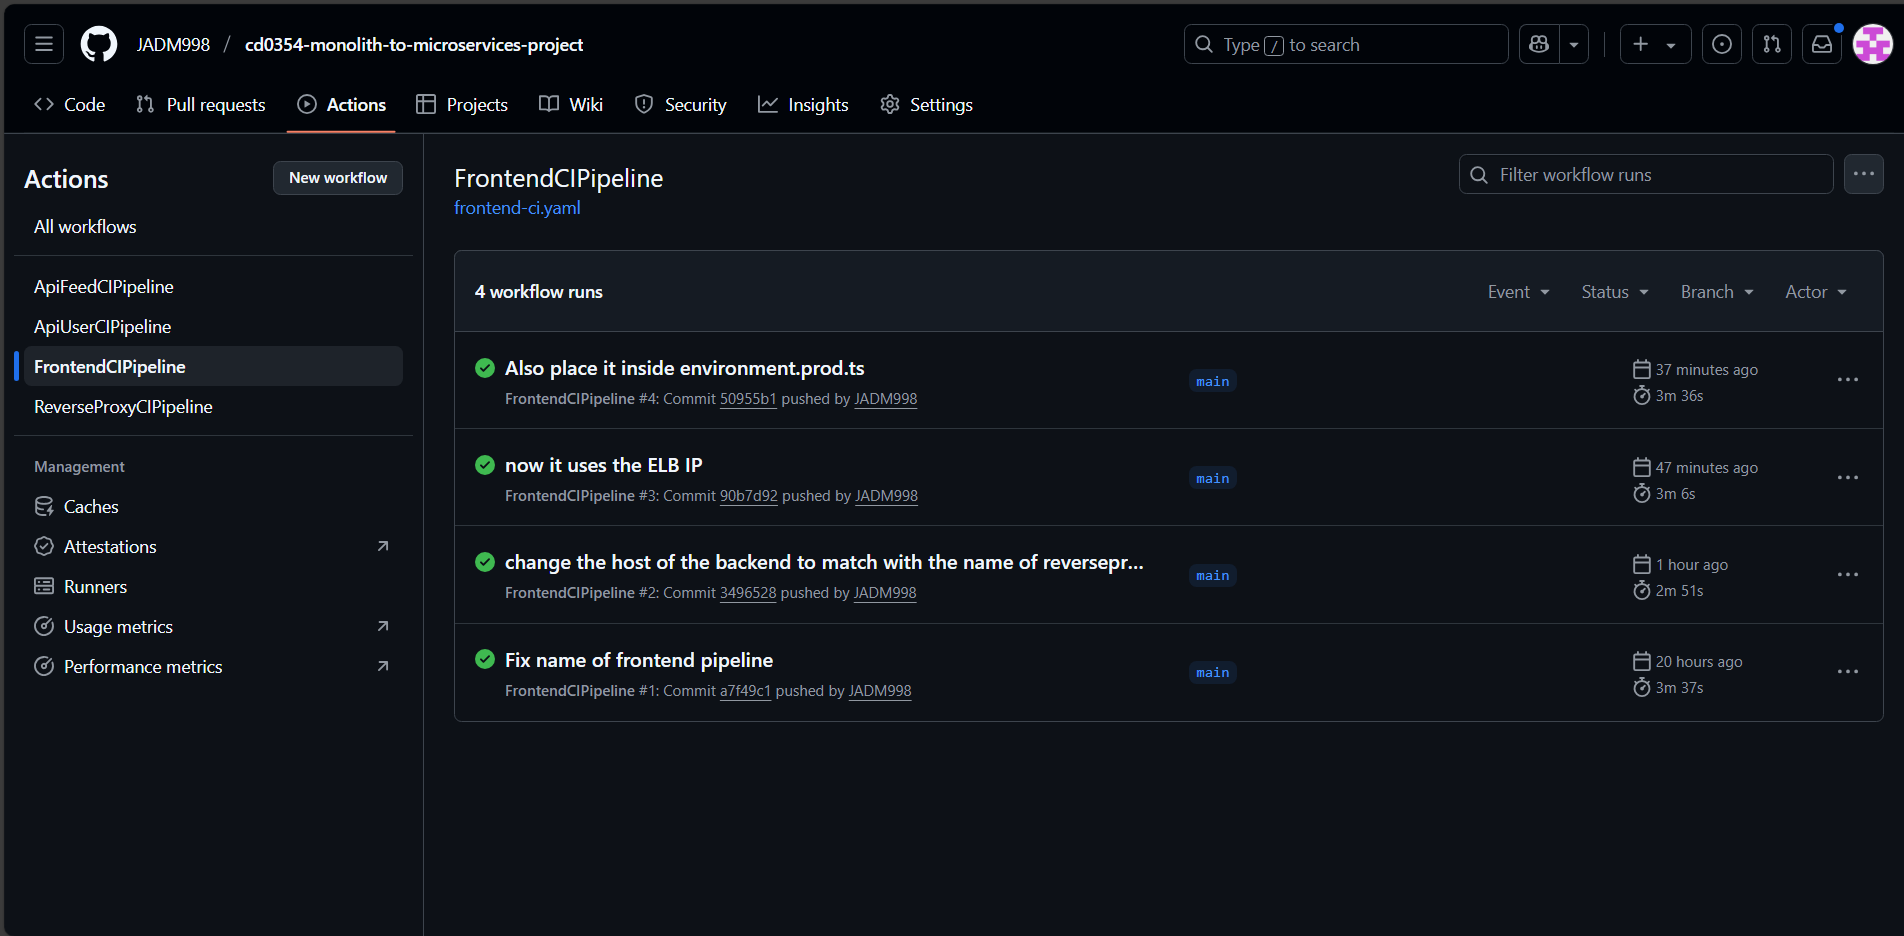 JADM998 / cd0354-monolith-to-microservices-project
Type / to search
Code
Pull requests
Actions
Projects
Wiki
Security
Insights
Settings
Actions
New workflow
All workflows
ApiFeedCIPipeline
ApiUserCIPipeline
FrontendCIPipeline
ReverseProxyCIPipeline
Management
Caches
Attestations
Runners
Usage metrics
Performance metrics
FrontendCIPipeline
frontend-ci.yaml
Filter workflow runs
4 workflow runs
Event
Status
Branch
Actor
Also place it inside environment.prod.ts
FrontendCIPipeline #4: Commit 50955b1 pushed by JADM998
main
37 minutes ago
3m 36s
now it uses the ELB IP
FrontendCIPipeline #3: Commit 90b7d92 pushed by JADM998
main
47 minutes ago
3m 6s
change the host of the backend to match with the name of reversepr...
FrontendCIPipeline #2: Commit 3496528 pushed by JADM998
main
1 hour ago
2m 51s
Fix name of frontend pipeline
FrontendCIPipeline #1: Commit a7f49c1 pushed by JADM998
main
20 hours ago
3m 37s